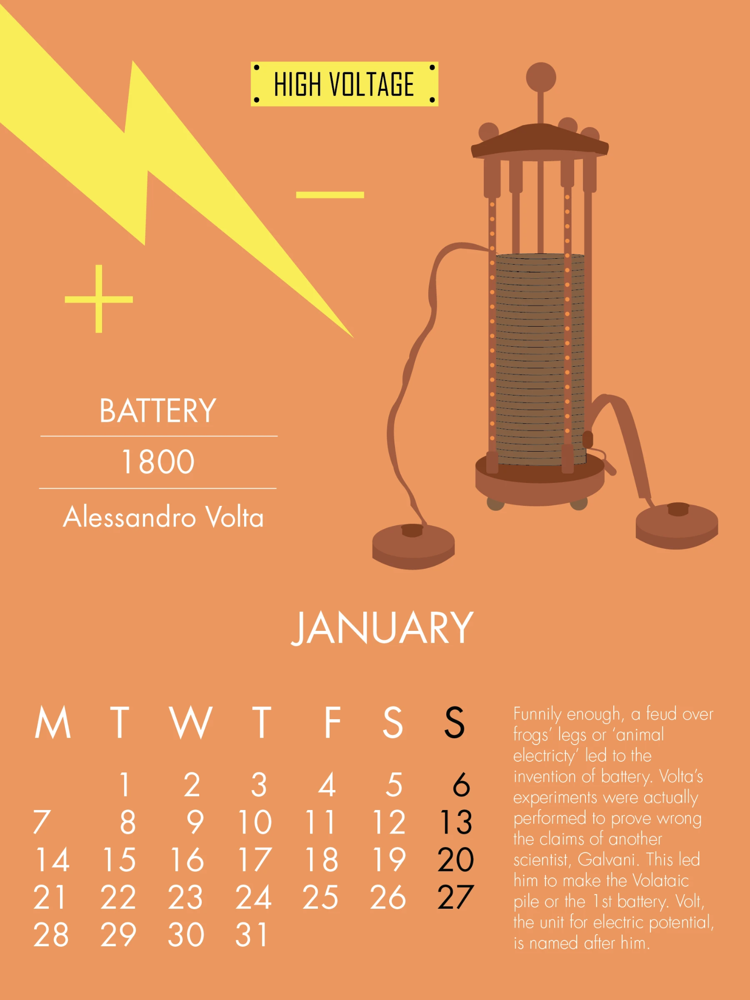 HIGH VOLTAGE
BATTERY
1800
Alessandro Volta
JANUARY
M T W T F S S
1 2 3 4 5 6
7 8 9 10 11 12 13
14 15 16 17 18 19 20
21 22 23 24 25 26 27
28 29 30 31
Funnily enough, a feud over
frogs’ legs or ‘animal
electricty’ led to the
invention of battery. Volta’s
experiments were actually
performed to prove wrong
the claims of another
scientist, Galvani. This led
him to make the Volataic
pile or the 1st battery. Volt,
the unit for electric potential,
is named after him.